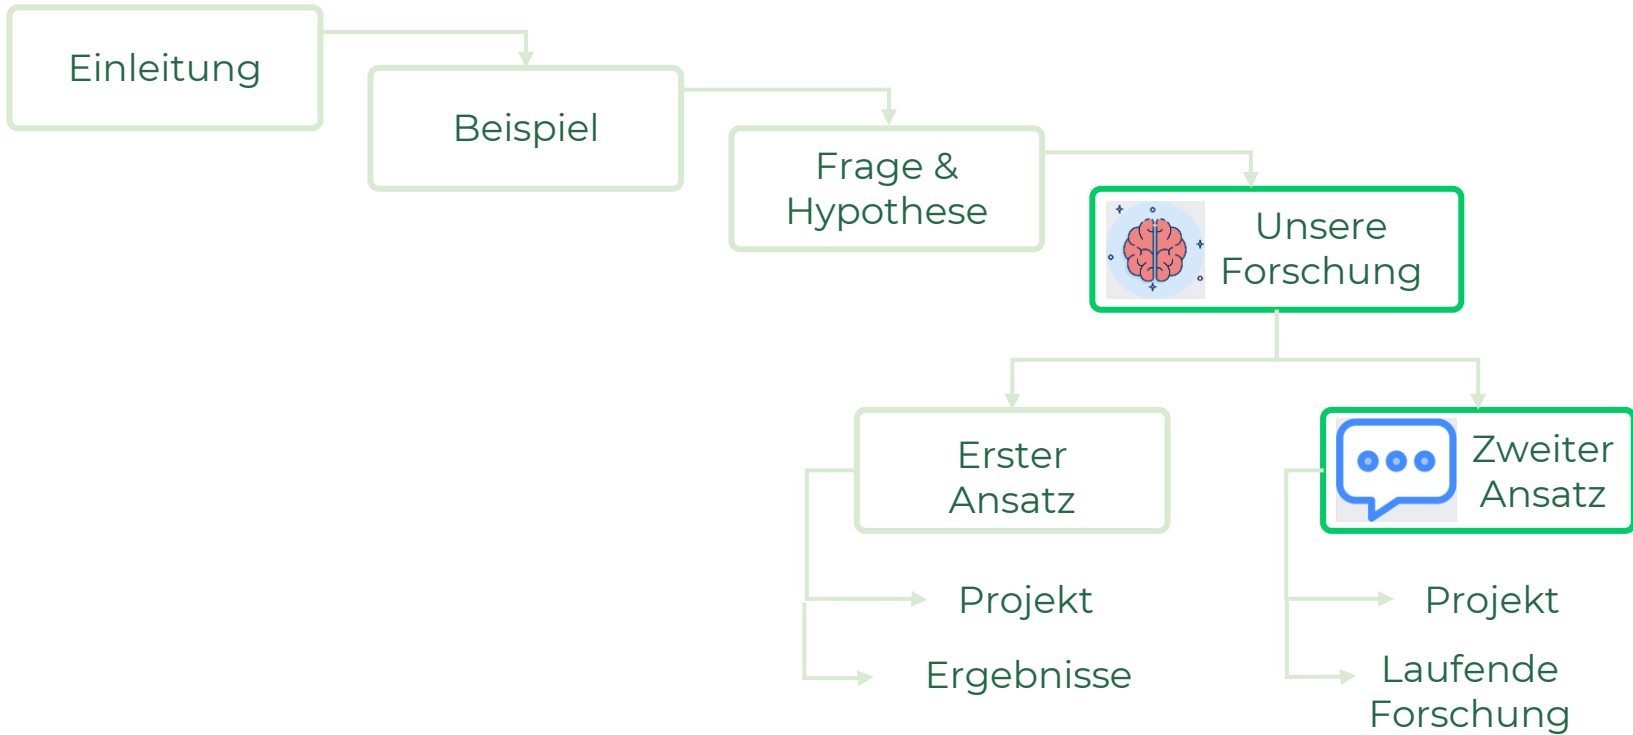 Einleitung
Beispiel
Frage &
Hypothese
Unsere
Forschung
Erster
Ansatz
Projekt
Ergebnisse
Zweiter
Ansatz
Projekt
Laufende
Forschung